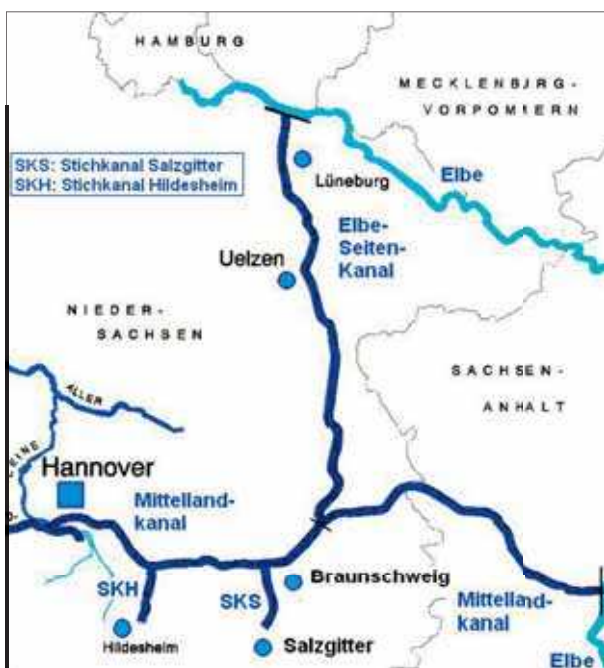 HAMBURG
MECKLENBURG-
VORPOMMERN
SKS: Stichkanal Salzgitter
SKH: Stichkanal Hildesheim
Lüneburg
Elbe
Elbe-
Seiten-
Kanal
Uelzen
NIEDER-
SACHSEN
SACHSEN-
ANHALT
ALLER
LEINE
Hannover
Mittelland-
kanal
SKH
SKS
Braunschweig
Mittelland-
kanal
Hildesheim
Salzgitter
Elbe